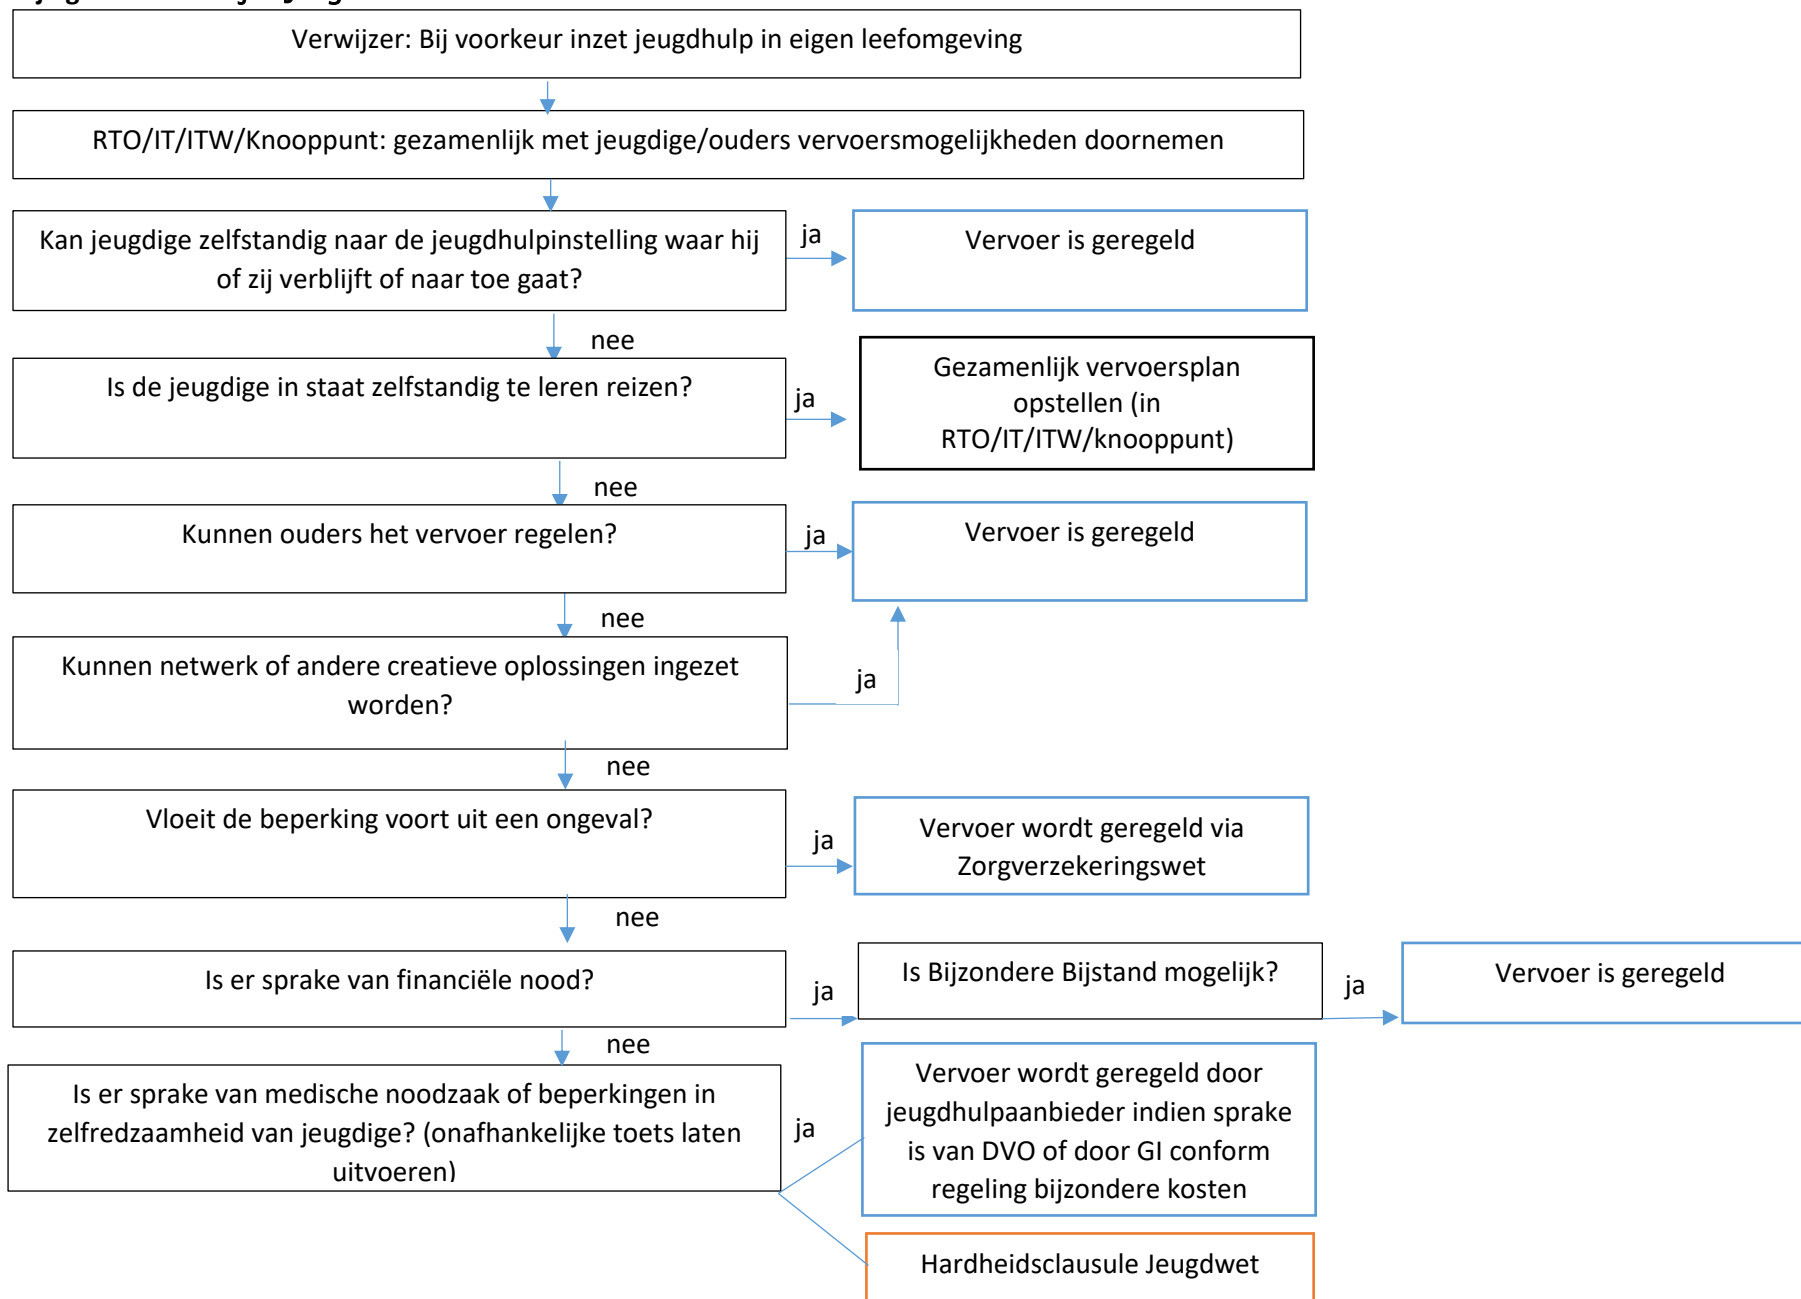 Verwijzer: Bij voorkeur inzet jeugdhulp in eigen leefomgeving
RTO/IT/ITW/Knooppunt: gezamenlijk met jeugdige/ouders vervoersmogelijkheden doornemen
Kan jeugdige zelfstandig naar de jeugdhulpinstelling waar hij
of zij verblijft of naar toe gaat?
ja
Vervoer is geregeld
nee
Is de jeugdige in staat zelfstandig te leren reizen?
ja
Gezamenlijk vervoersplan
opstellen (in
RTO/IT/ITW/knooppunt)
nee
Kunnen ouders het vervoer regelen?
ja
Vervoer is geregeld
nee
Kunnen netwerk of andere creatieve oplossingen ingezet
worden?
ja
nee
Vloeit de beperking voort uit een ongeval?
ja
Vervoer wordt geregeld via
Zorgverzekeringswet
nee
Is er sprake van financiële nood?
ja
Is Bijzondere Bijstand mogelijk?
ja
Vervoer is geregeld
nee
Is er sprake van medische noodzaak of beperkingen in
zelfredzaamheid van jeugdige? (onafhankelijke toets laten
uitvoeren)
ja
Vervoer wordt geregeld door
jeugdhulpaanbieder indien sprake
is van DVO of door GI conform
regeling bijzondere kosten
Hardheidsclausule Jeugdwet